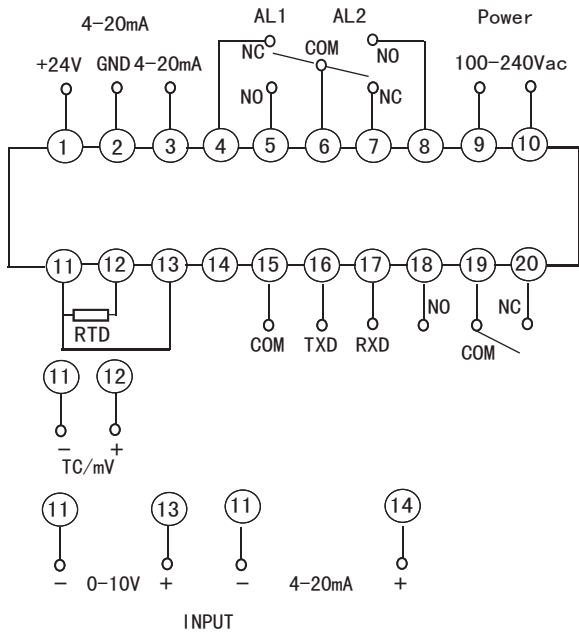 4-20mA AL1 AL2 Power
+24V GND 4-20mA NC COM NO 100-240Vac
NO NC
1 2 3 4 5 6 7 8 9 10
11 12 13 14 15 16 17 18 19 20
RTD COM TXD RXD NO COM NC
11 12
- +
TC/mV
11 13 11 14
- 0-10V + - 4-20mA +
INPUT